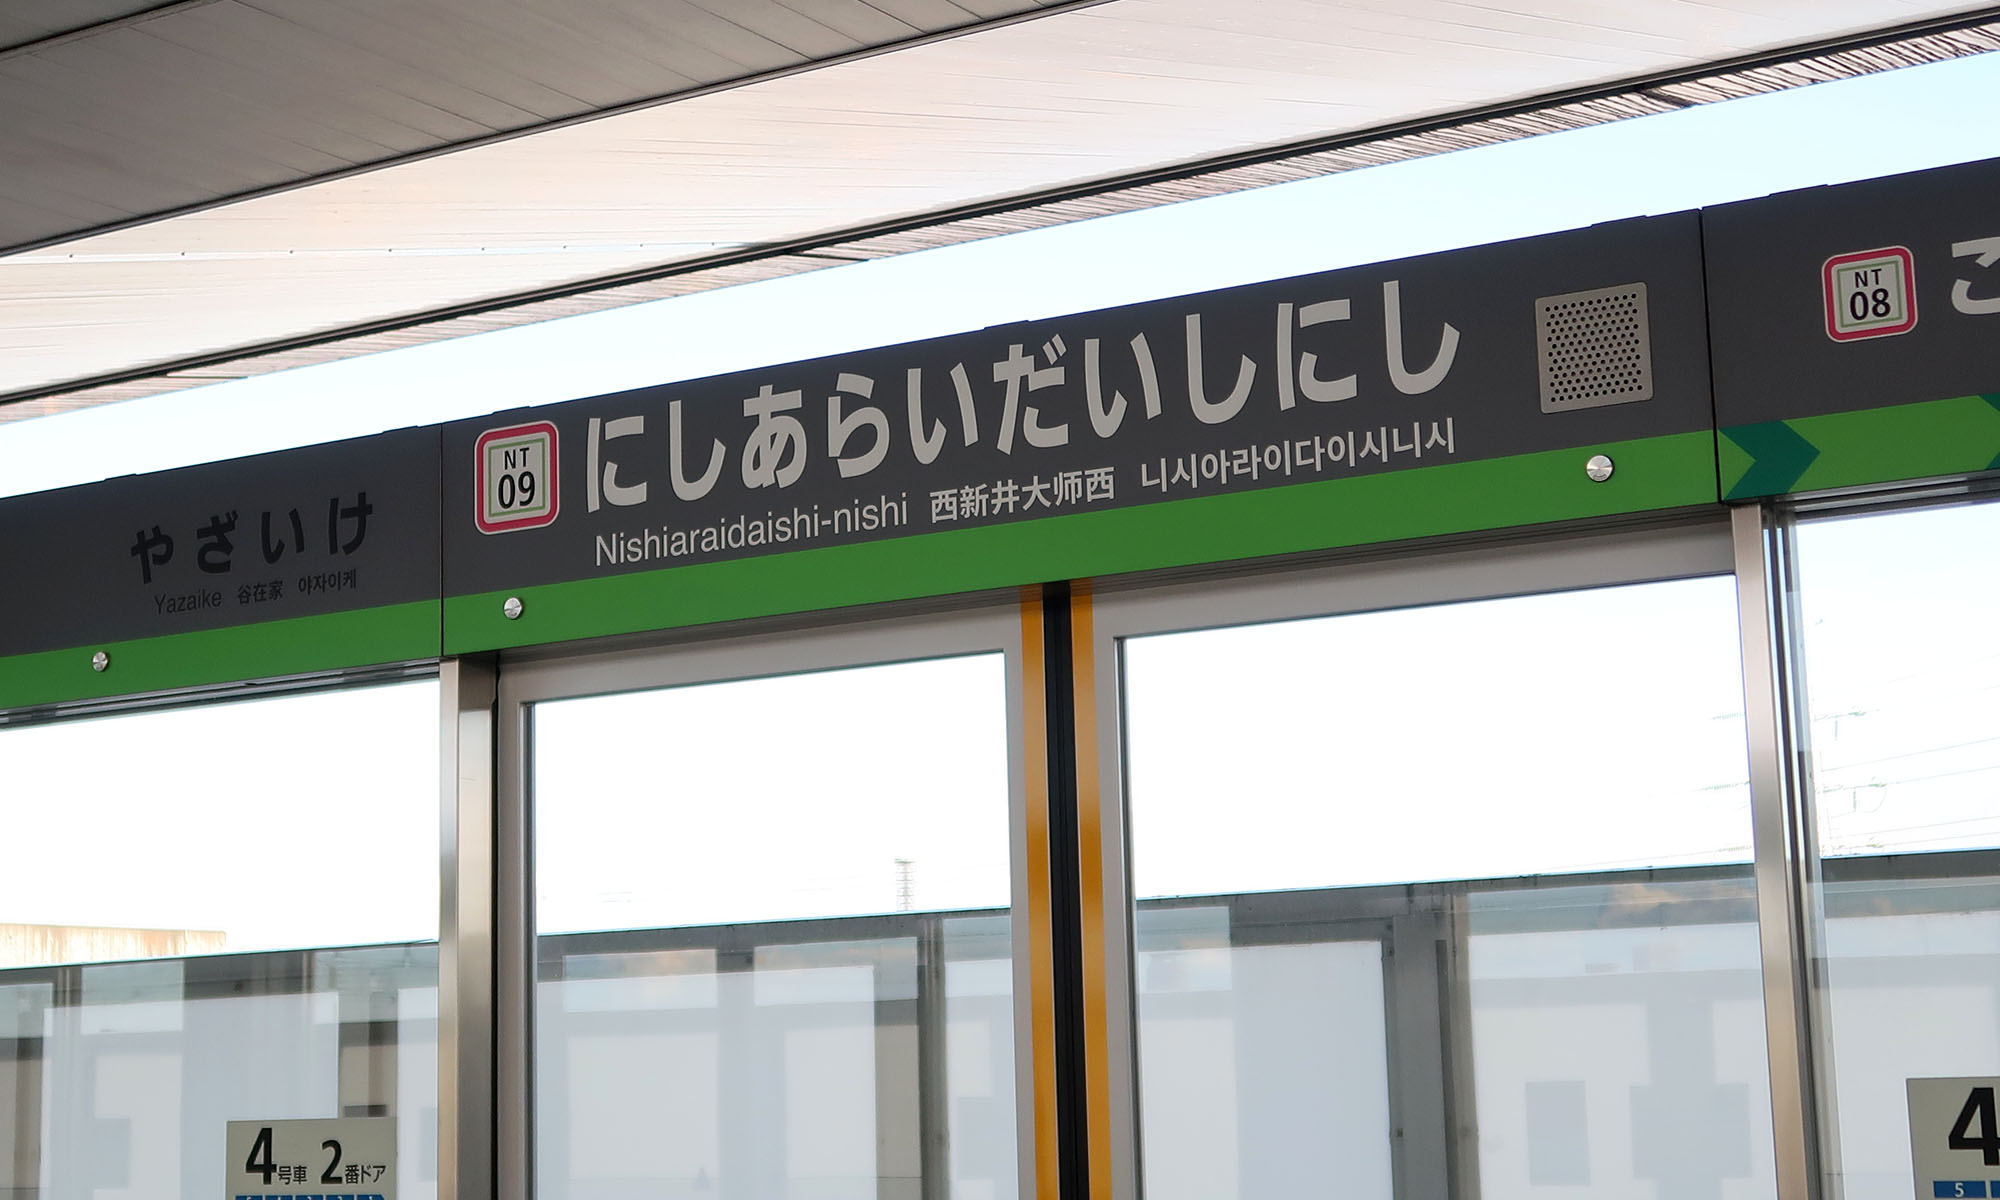 やざいけ
Yazaike 谷在家 야자이케
NT
09
にしあらいだいしにし
Nishiaraidaishi-nishi 西新井大师西 니시아라이다이시니시
NT
08
こ
4号車 2番ドア
4
5